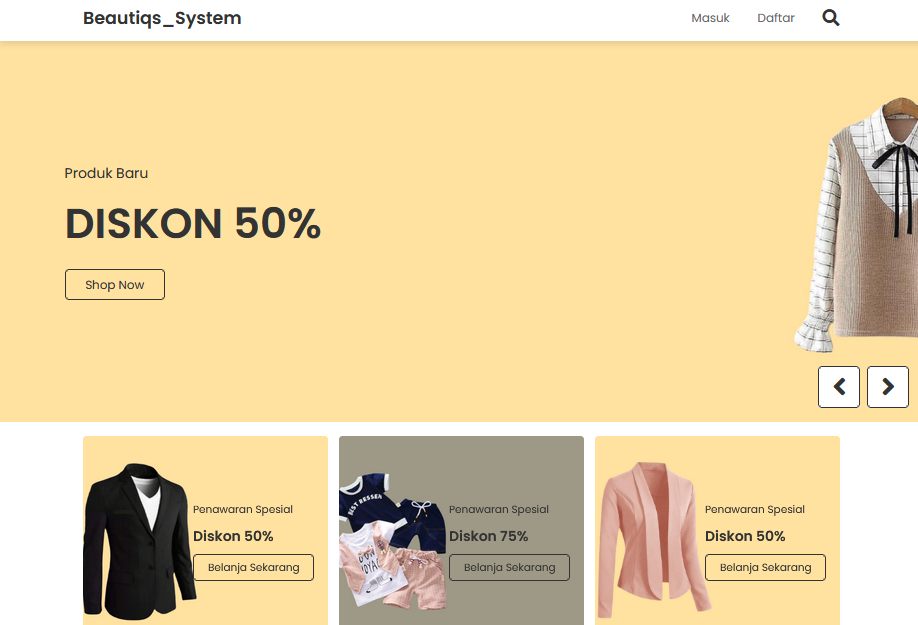 Beautiqs_System
Masuk
Daftar
Produk Baru
DISKON 50%
Shop Now
Penawaran Spesial
Diskon 50%
Belanja Sekarang
BEST
Penawaran Spesial
Diskon 75%
Belanja Sekarang
Penawaran Spesial
Diskon 50%
Belanja Sekarang